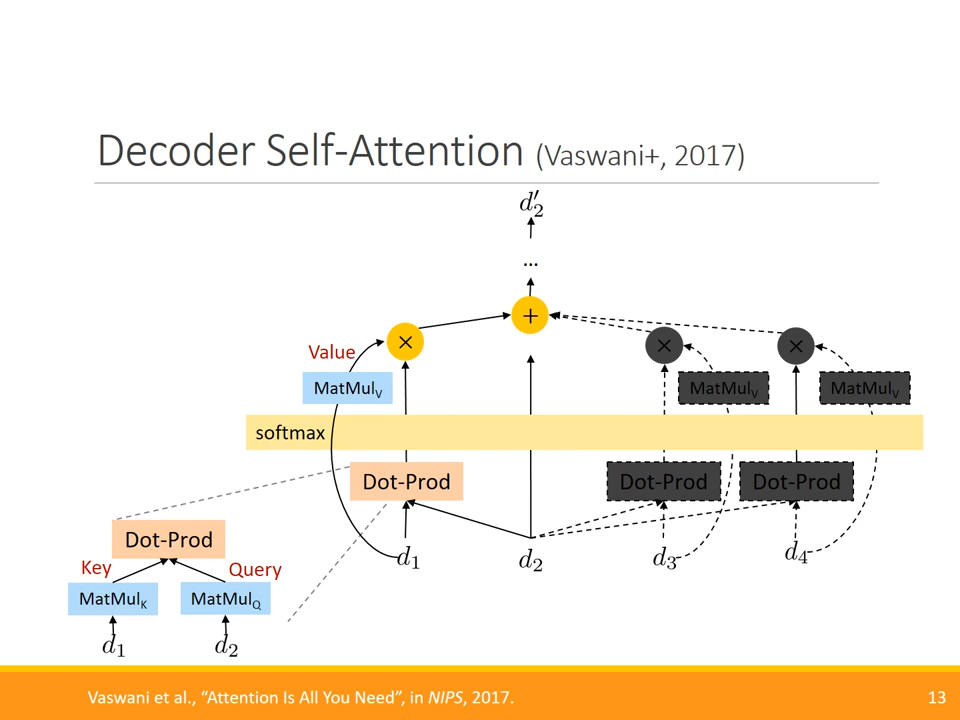 Decoder Self-Attention (Vaswani+, 2017)
d′₂
...
+
× × ×
Value
MatMulV MatMulV MatMulV
softmax
Dot-Prod Dot-Prod Dot-Prod
d₁ d₂ d₃ d₄
Dot-Prod
Key Query
MatMulK MatMulQ
d₁ d₂
Vaswani et al., “Attention Is All You Need”, in NIPS, 2017.
13